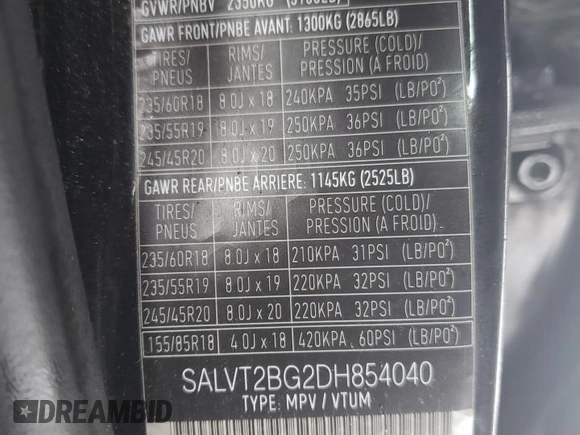 GVWR/PNBV 2350KG
GAWR FRONT/PNBE AVANT: 1300KG (2865LB)
TIRES/PNEUS RIMS/JANTES PRESSURE (COLD)/PRESSION (A FROID)
235/60R18 8.0J x 18 240KPA 35PSI (LB/PO²)
235/55R19 8.0J x 19 250KPA 36PSI (LB/PO²)
245/45R20 8.0J x 20 250KPA 36PSI (LB/PO²)
GAWR REAR/PNBE ARRIERE: 1145KG (2525LB)
TIRES/PNEUS RIMS/JANTES PRESSURE (COLD)/PRESSION (A FROID)
235/60R18 8.0J x 18 210KPA 31PSI (LB/PO²)
235/55R19 8.0J x 19 220KPA 32PSI (LB/PO²)
245/45R20 8.0J x 20 220KPA 32PSI (LB/PO²)
155/85R18 4.0J x 18 420KPA 60PSI (LB/PO²)
SALVT2BG2DH854040
TYPE: MPV / VTUM
DEALERSHIP.CC